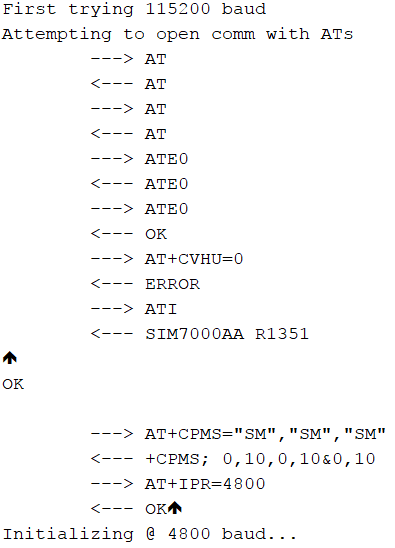 First trying 115200 baud
Attempting to open comm with ATs
---> AT
<--- AT
---> AT
<--- AT
---> ATE0
<--- ATE0
---> ATE0
<--- OK
---> AT+CVHU=0
<--- ERROR
---> ATI
<--- SIM7000AA R1351
🡹
OK
---> AT+CPMS="SM","SM","SM"
<--- +CPMS; 0,10,0,10&0,10
---> AT+IPR=4800
<--- OK🡹
Initializing @ 4800 baud...